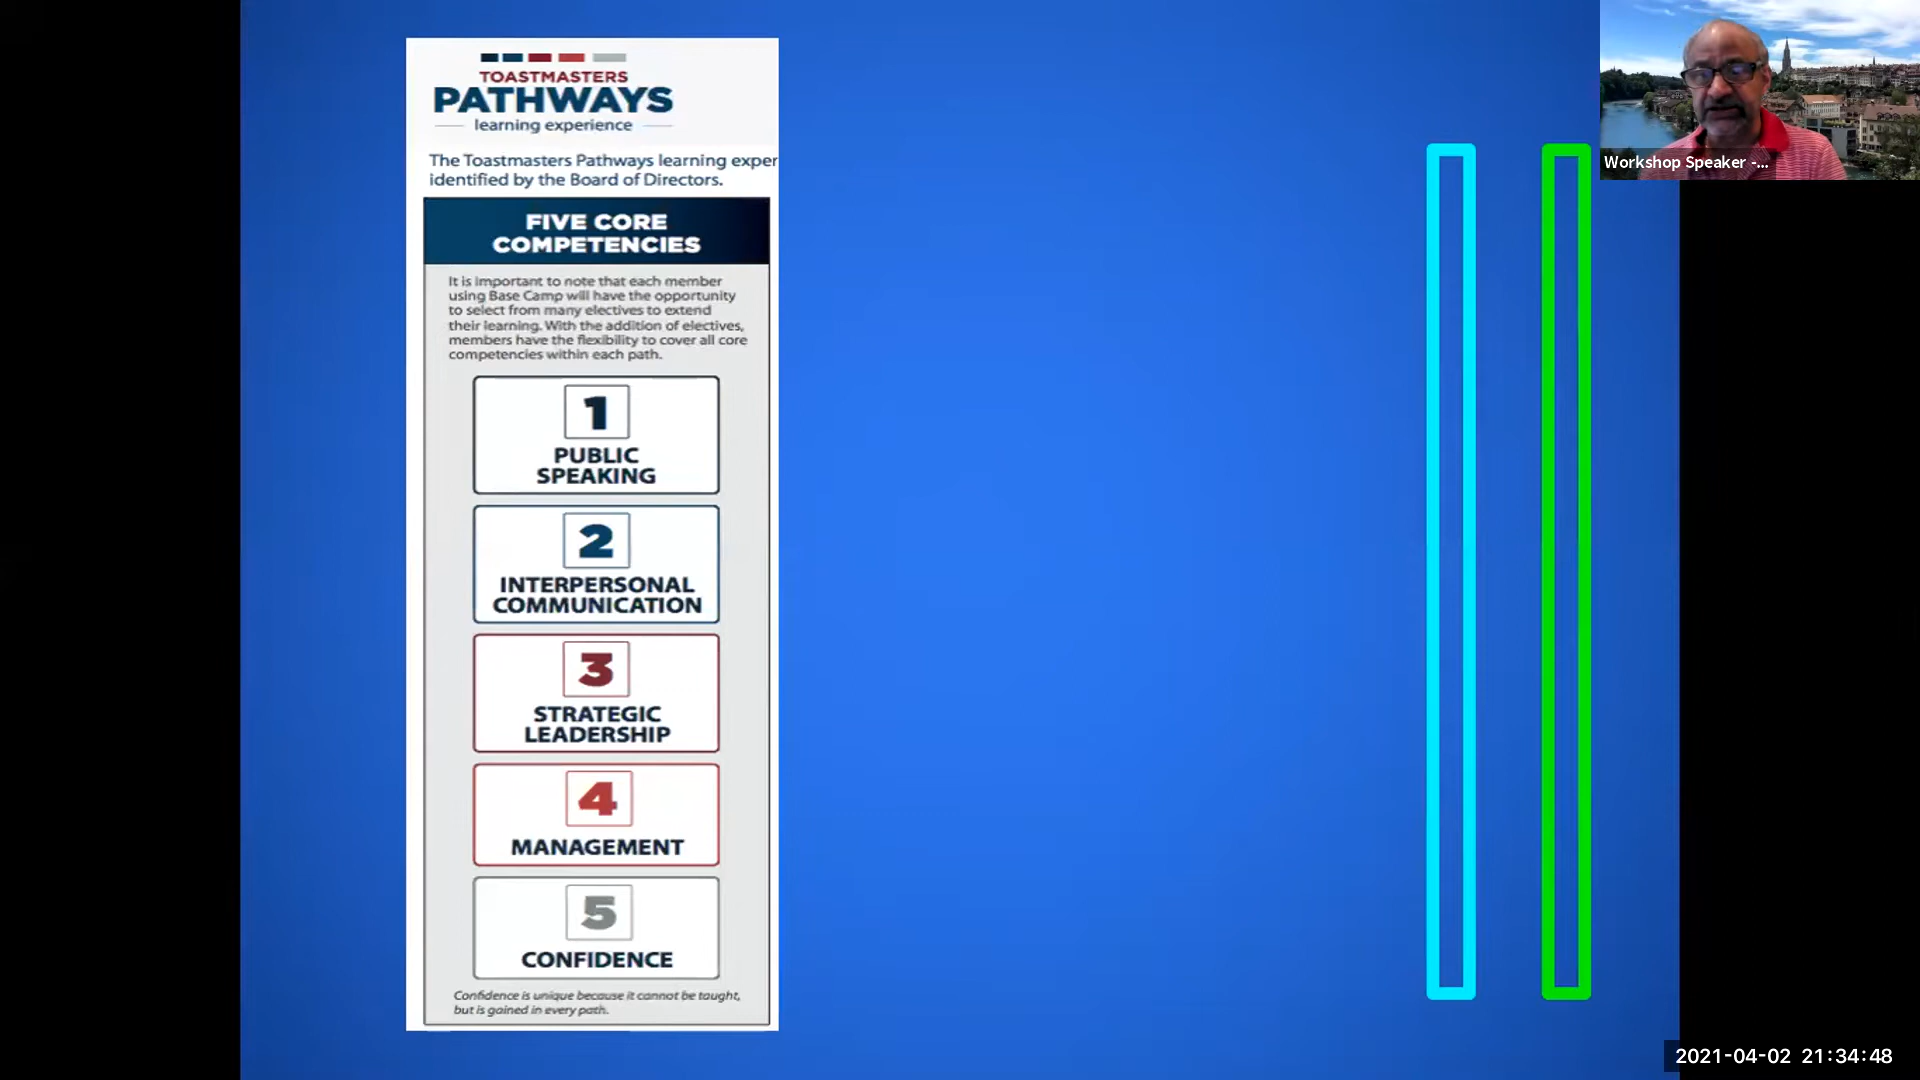 TOASTMASTERS
PATHWAYS
learning experience
The Toastmasters Pathways learning exper
identified by the Board of Directors.
FIVE CORE
COMPETENCIES
It is important to note that each member
using Base Camp will have the opportunity
to select from many electives to extend
their learning. With the addition of electives,
members have the flexibility to cover all core
competencies within each path.
1
PUBLIC
SPEAKING
2
INTERPERSONAL
COMMUNICATION
3
STRATEGIC
LEADERSHIP
4
MANAGEMENT
5
CONFIDENCE
Confidence is unique because it cannot be taught,
but is gained in every path.
Workshop Speaker -...
2021-04-02 21:34:48